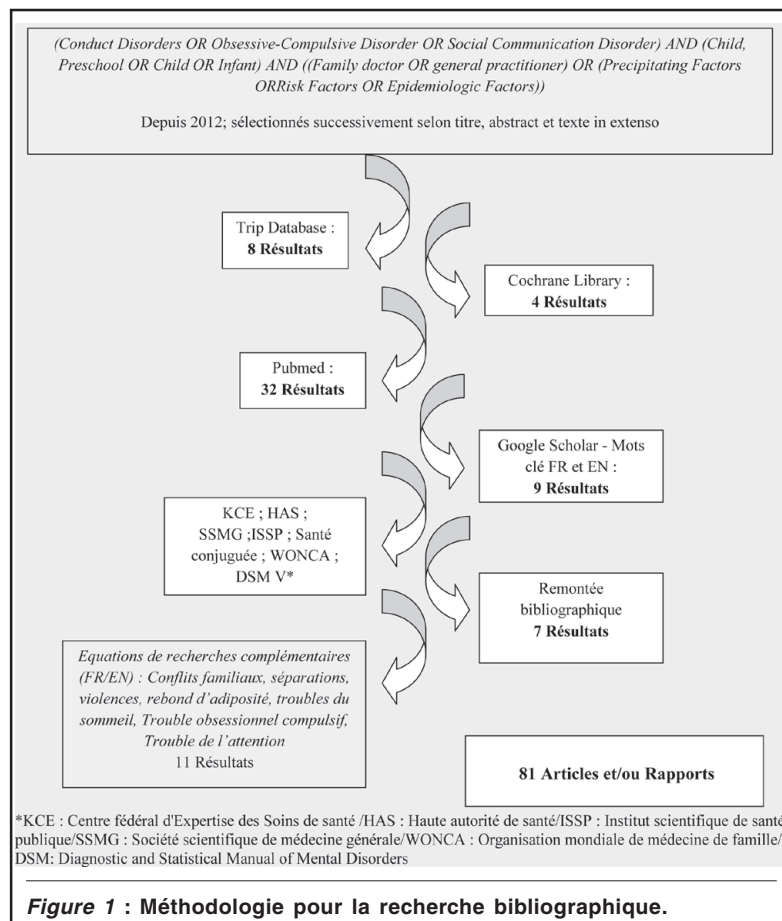 (Conduct Disorders OR Obsessive-Compulsive Disorder OR Social Communication Disorder) AND (Child,
Preschool OR Child OR Infant) AND ((Family doctor OR general practitioner) OR (Precipitating Factors
ORRisk Factors OR Epidemiologic Factors))
Depuis 2012; sélectionnés successivement selon titre, abstract et texte in extenso
Trip Database :
8 Résultats
Cochrane Library :
4 Résultats
Pubmed :
32 Résultats
Google Scholar - Mots
clé FR et EN :
9 Résultats
KCE ; HAS ;
SSMG ;ISSP ; Santé
conjuguée ; WONCA ;
DSM V*
Remontée
bibliographique
7 Résultats
Equations de recherches complémentaires
(FR/EN) : Conflits familiaux, séparations,
violences, rebond d'adiposité, troubles du
sommeil, Trouble obsessionnel compulsif,
Trouble de l'attention
11 Résultats
81 Articles et/ou Rapports
*KCE : Centre fédéral d'Expertise des Soins de santé /HAS : Haute autorité de santé/ISSP : Institut scientifique de santé
publique/SSMG : Société scientifique de médecine générale/WONCA : Organisation mondiale de médecine de famille/
DSM: Diagnostic and Statistical Manual of Mental Disorders
Figure 1 : Méthodologie pour la recherche bibliographique.